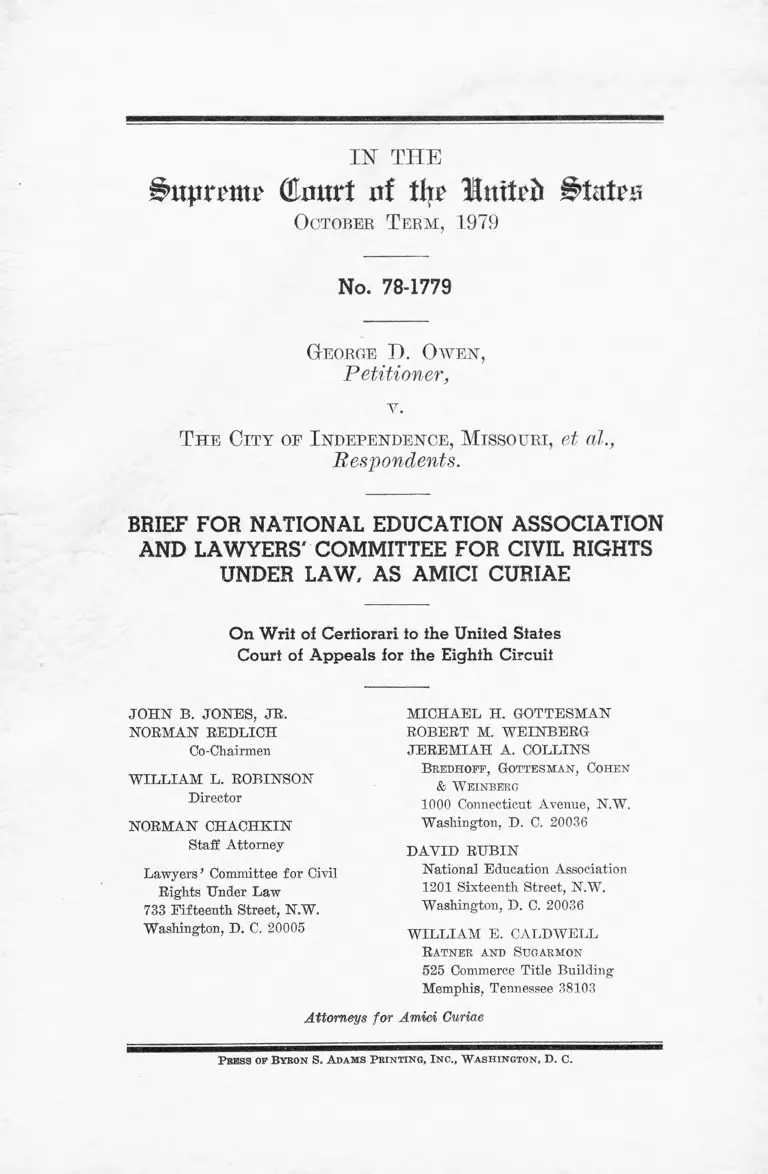 IN THE
Supreme Court of the United States
OCTOBER TERM, 1979
No. 78-1779
GEORGE D. OWEN,
Petitioner,
v.
THE CITY OF INDEPENDENCE, MISSOURI, et al.,
Respondents.
BRIEF FOR NATIONAL EDUCATION ASSOCIATION
AND LAWYERS' COMMITTEE FOR CIVIL RIGHTS
UNDER LAW, AS AMICI CURIAE
On Writ of Certiorari to the United States
Court of Appeals for the Eighth Circuit
JOHN B. JONES, JR.
NORMAN REDLICH
Co-Chairmen
WILLIAM L. ROBINSON
Director
NORMAN CHACHKIN
Staff Attorney
Lawyers' Committee for Civil
Rights Under Law
733 Fifteenth Street, N.W.
Washington, D. C. 20005
MICHAEL H. GOTTESMAN
ROBERT M. WEINBERG
JEREMIAH A. COLLINS
BREDHOFF, GOTTESMAN, COHEN
& WEINBERG
1000 Connecticut Avenue, N.W.
Washington, D. C. 20036
DAVID RUBIN
National Education Association
1201 Sixteenth Street, N.W.
Washington, D. C. 20036
WILLIAM E. CALDWELL
RATNER AND SUGARMON
525 Commerce Title Building
Memphis, Tennessee 38103
Attorneys for Amici Curiae
PRESS OF BYRON S. ADAMS PRINTING, INC., WASHINGTON, D. C.